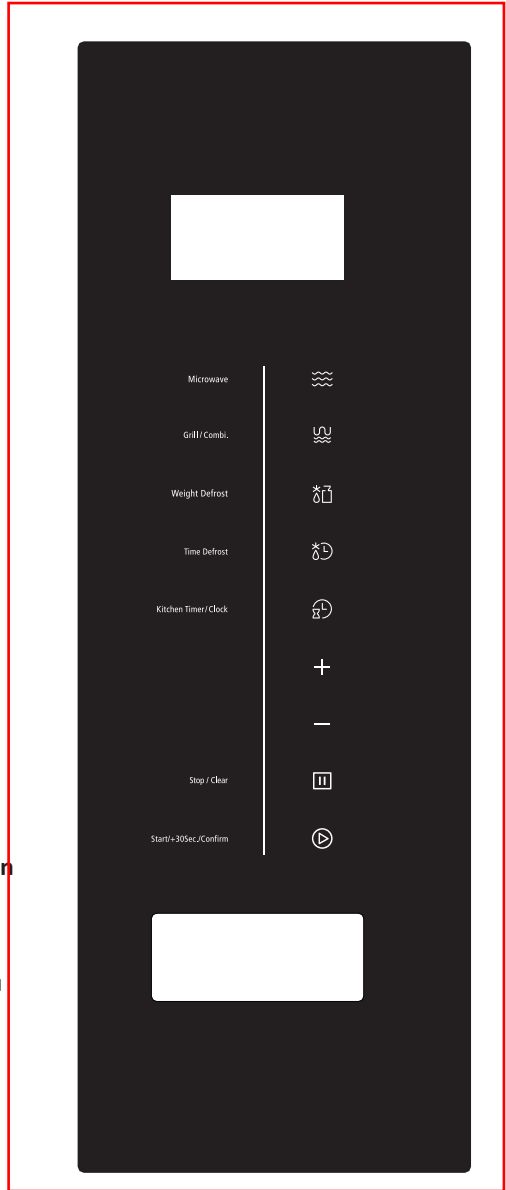 Microwave
Grill/Combi.
Weight Defrost
Time Defrost
Kitchen Timer/Clock
Stop / Clear
Start/+30Sec./Confirm
n